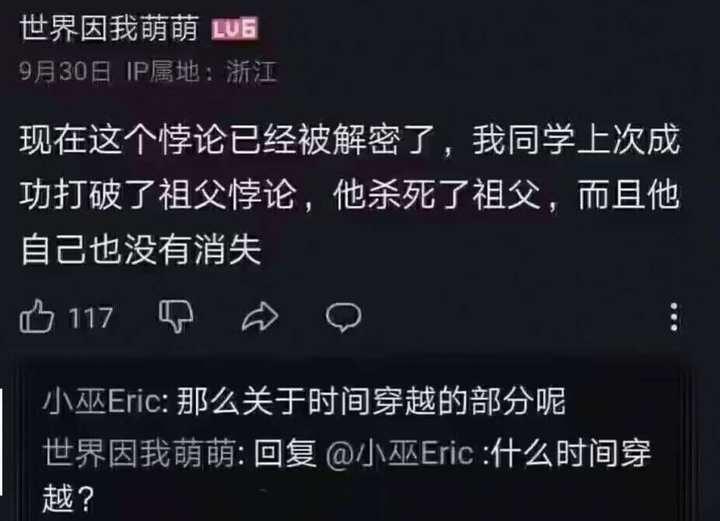 世界因我萌萌 LV6
9月30日 IP属地：浙江
现在这个悖论已经被解密了，我同学上次成
功打破了祖父悖论，他杀死了祖父，而且他
自己也没有消失
117
小巫Eric: 那么关于时间穿越的部分呢
世界因我萌萌: 回复 @小巫Eric :什么时间穿
越？